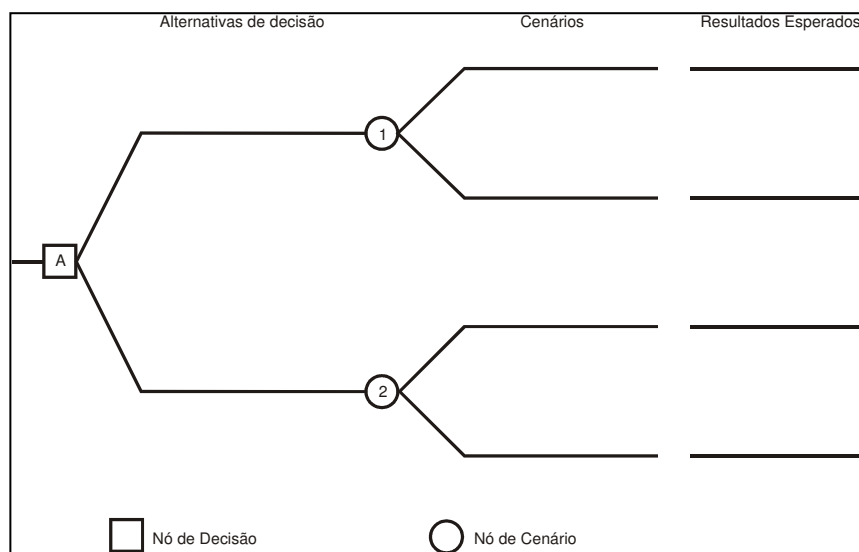 Alternativas de decisão Cenários Resultados Esperados
1
A
2
Nó de Decisão Nó de Cenário